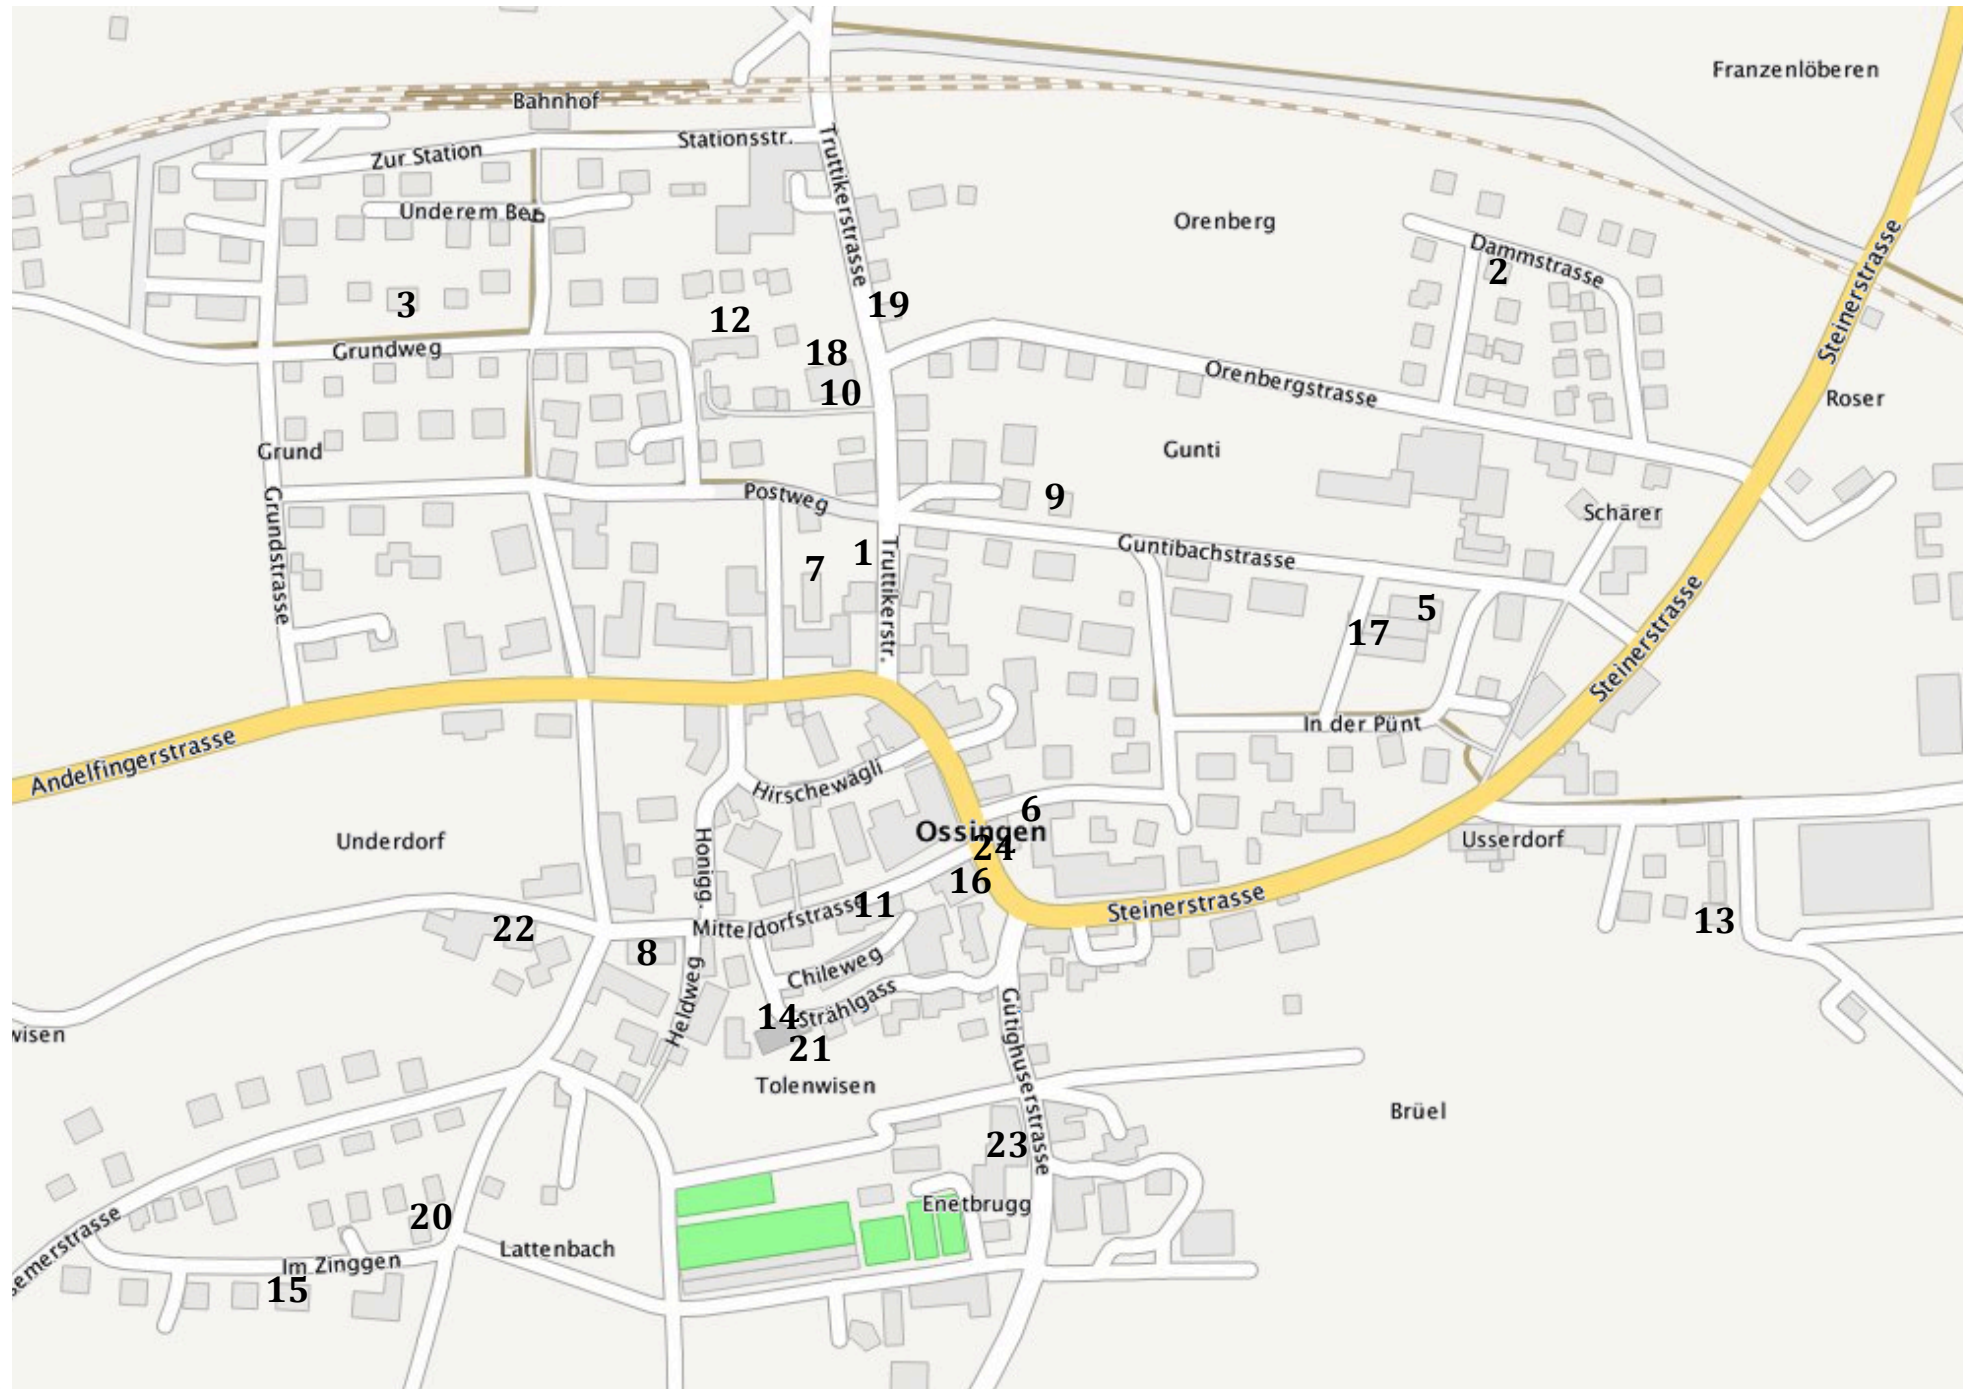 Franzenlöberen
Bahnhof
Stationsstr.
Zur Station
Truttikerstrasse
Underem Ber
Orenberg
Steinerstrasse
Dammstrasse
2
3
19
12
Grundweg
18
10
Orenbergstrasse
Roser
Grund
Gunti
Postweg
9
Schärer
Grundstrasse
1
Truttikerstr.
7
Guntibachstrasse
5
17
Steinerstrasse
In der Pünt
Andelfingerstrasse
Hirschewägli
6
Ossingen
Underdorf
24
Usserdorf
Honigg.
16
11
Steinerstrasse
Mitteldorfstrasse
13
22
8
Chileweg
Heldweg
Strählgass
14
21
wisen
Gütighuserstrasse
Tolenwisen
Brüel
23
Enetbrugg
20
Lattenbach
semerstrasse
Im Zinggen
15